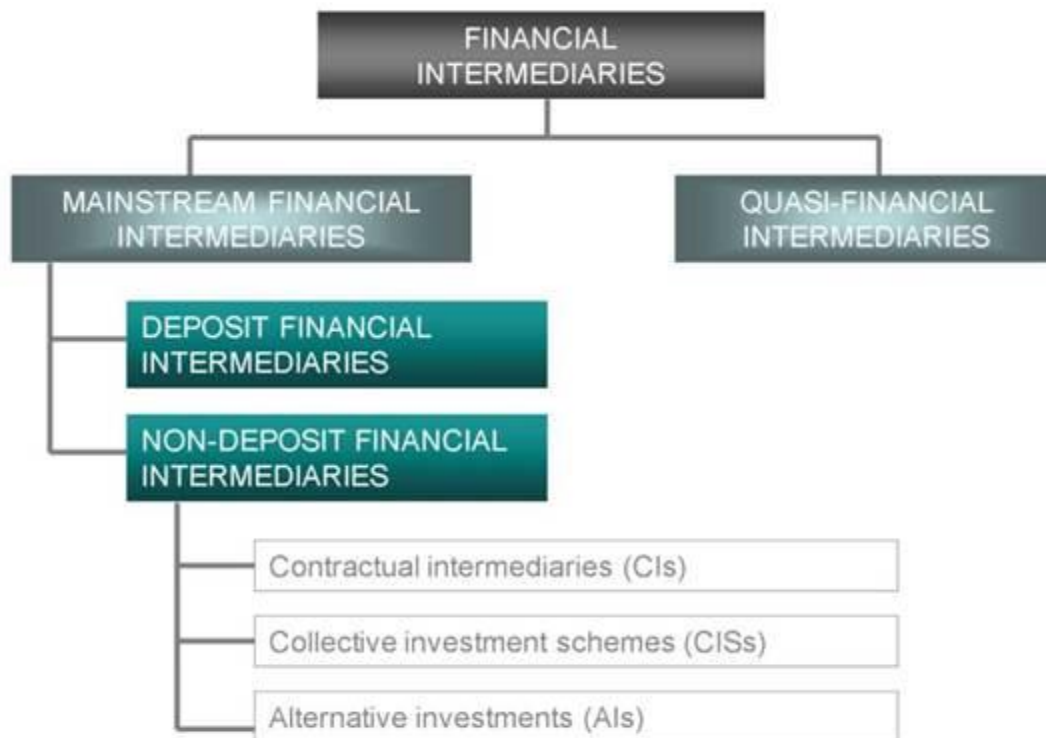 FINANCIAL
INTERMEDIARIES
MAINSTREAM FINANCIAL
INTERMEDIARIES
QUASI-FINANCIAL
INTERMEDIARIES
DEPOSIT FINANCIAL
INTERMEDIARIES
NON-DEPOSIT FINANCIAL
INTERMEDIARIES
Contractual intermediaries (CIs)
Collective investment schemes (CISs)
Alternative investments (AIs)